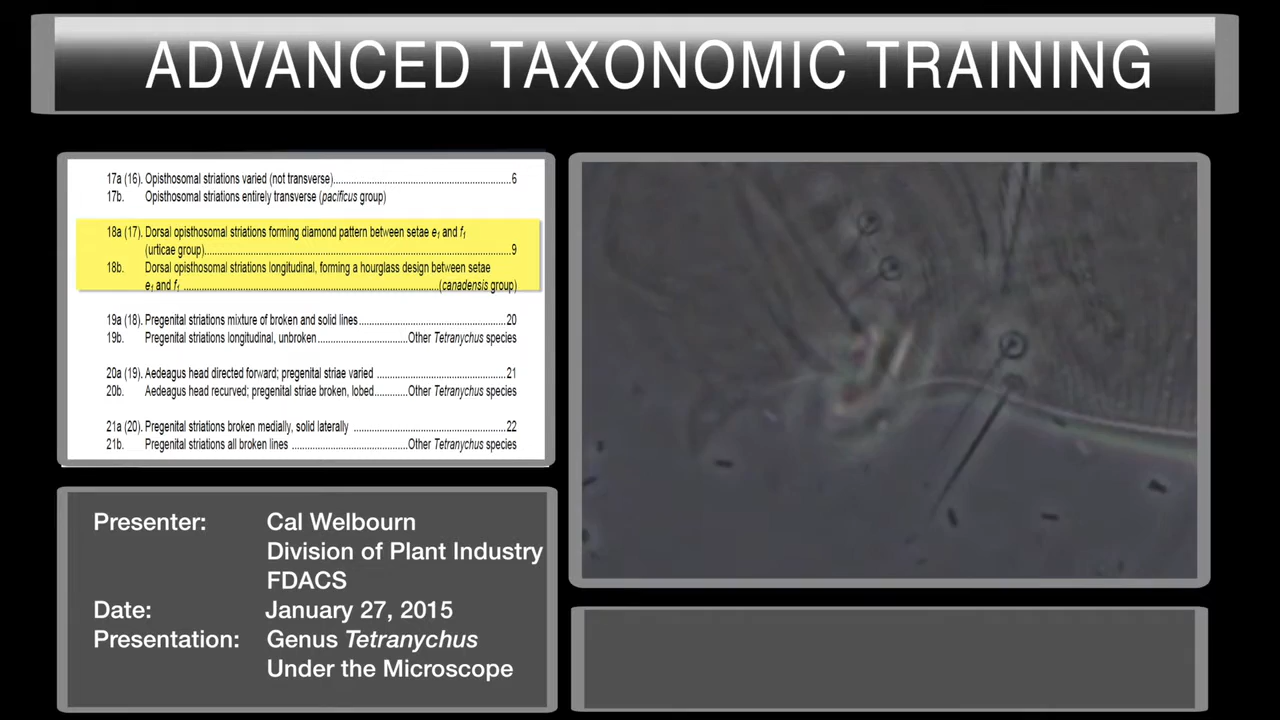 ADVANCED TAXONOMIC TRAINING
17a (16). Opisthosomal striations varied (not transverse)..........6
17b. Opisthosomal striations entirely transverse (pacificus group)
18a (17). Dorsal opisthosomal striations forming diamond pattern between setae e1 and f1
(urticae group)..........9
18b. Dorsal opisthosomal striations longitudinal, forming a hourglass design between setae
e1 and f1 ..........(canadensis group)
19a (18). Pregenital striations mixture of broken and solid lines..........20
19b. Pregenital striations longitudinal, unbroken..........Other Tetranychus species
20a (19). Aedeagus head directed forward; pregenital striae varied ..........21
20b. Aedeagus head recurved; pregenital striae broken, lobed..........Other Tetranychus species
21a (20). Pregenital striations broken medially, solid laterally ..........22
21b. Pregenital striations all broken lines ..........Other Tetranychus species
Presenter: Cal Welbourn
Division of Plant Industry
FDACS
Date: January 27, 2015
Presentation: Genus Tetranychus
Under the Microscope